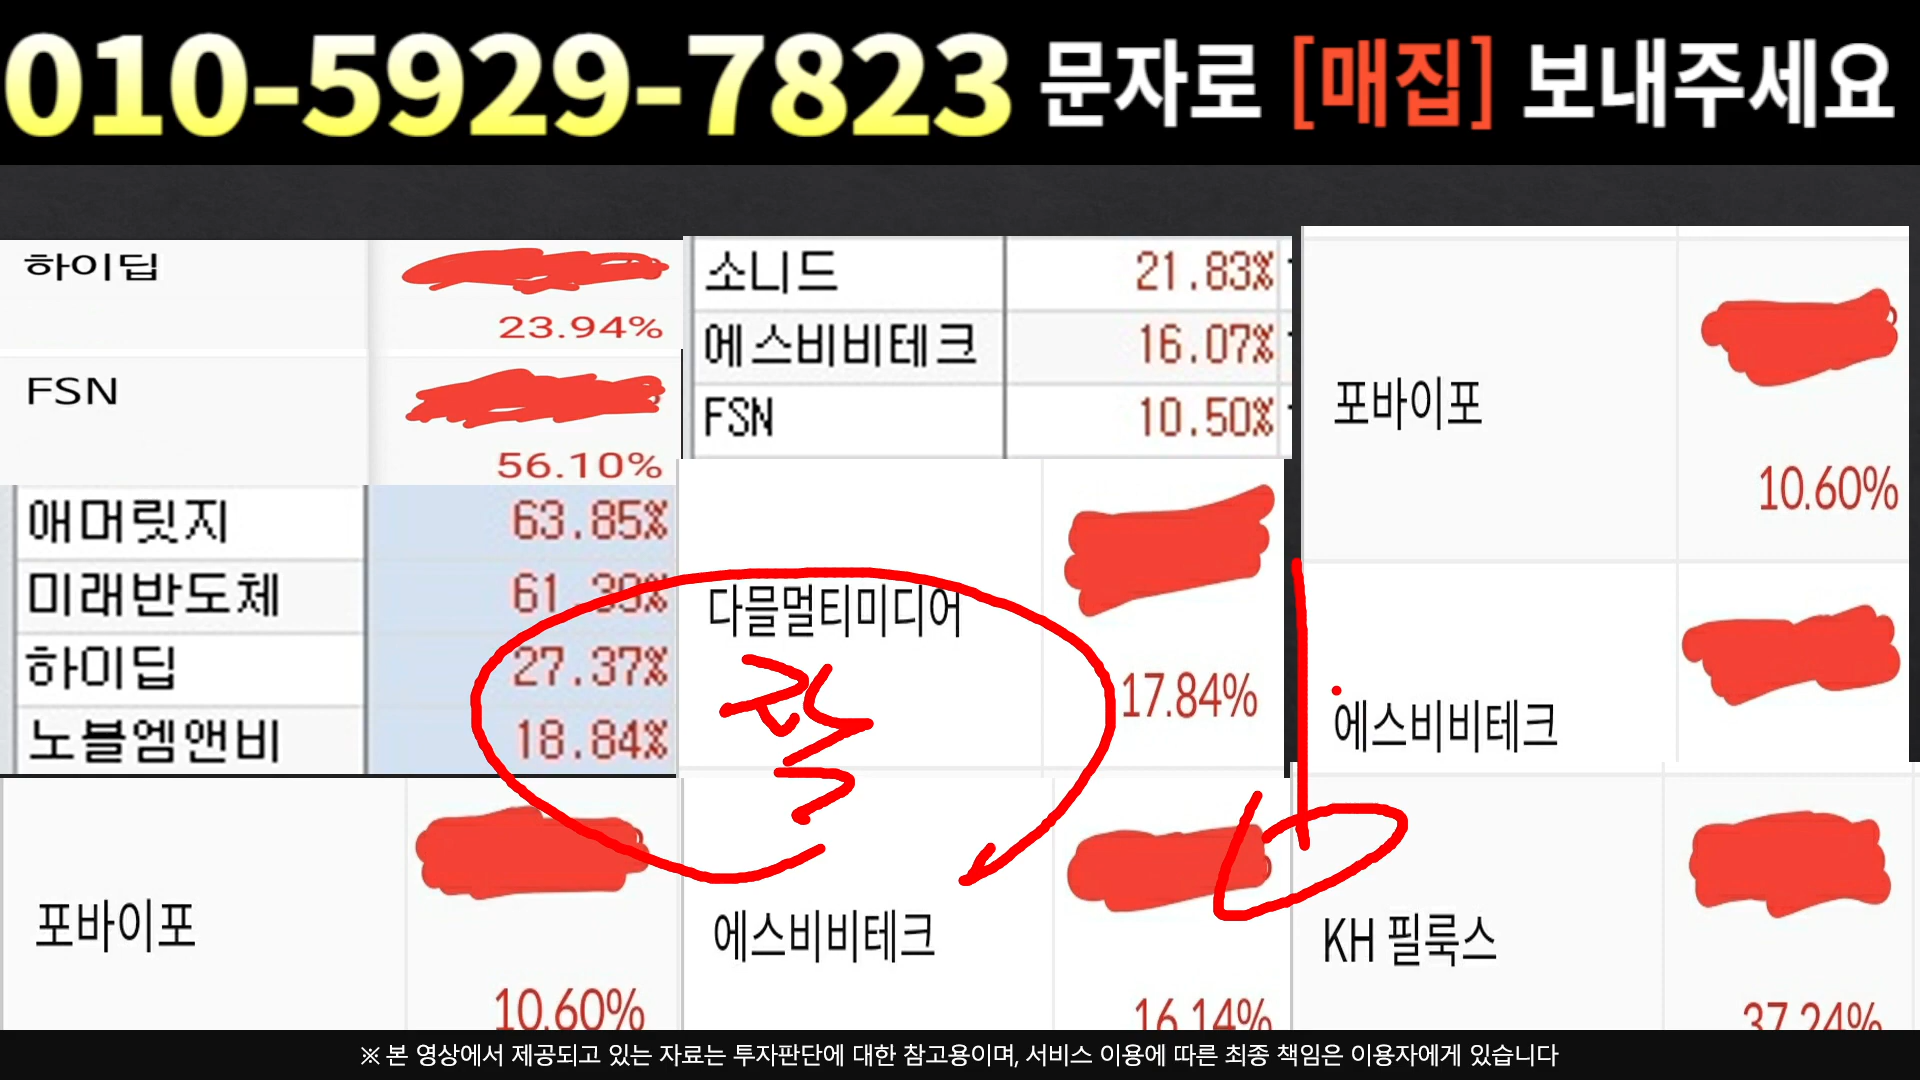 010-5929-7823 문자로 [매집] 보내주세요
하이딥
23.94%
FSN
56.10%
애머릿지 63.85%
미래반도체 61.39%
하이딥 27.37%
노블엠앤비 18.84%
소니드 21.83%
에스비비테크 16.07%
FSN 10.50%
다믈멀티미디어
17.84%
포바이포
10.60%
에스비비테크
포바이포
10.60%
에스비비테크
16.14%
KH 필룩스
37.24%
※ 본 영상에서 제공되고 있는 자료는 투자판단에 대한 참고용이며, 서비스 이용에 따른 최종 책임은 이용자에게 있습니다